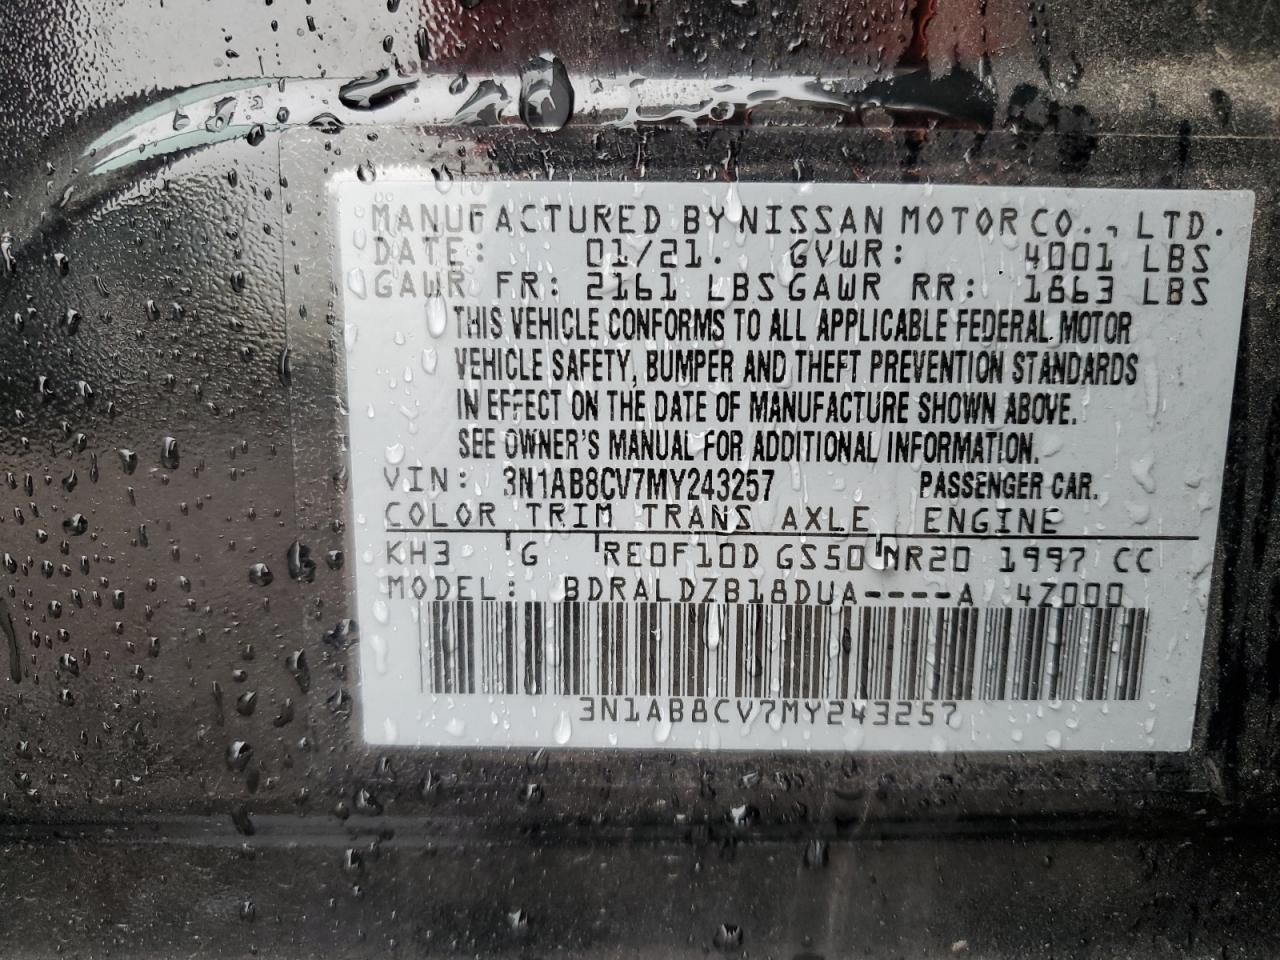 MANUFACTURED BY NISSAN MOTOR CO., LTD.
DATE: 01/21. GVWR: 4001 LBS
GAWR FR: 2161 LBS GAWR RR: 1863 LBS
THIS VEHICLE CONFORMS TO ALL APPLICABLE FEDERAL MOTOR
VEHICLE SAFETY, BUMPER AND THEFT PREVENTION STANDARDS
IN EFFECT ON THE DATE OF MANUFACTURE SHOWN ABOVE.
SEE OWNER'S MANUAL FOR ADDITIONAL INFORMATION.
VIN: 3N1AB8CV7MY243257 PASSENGER CAR.
COLOR TRIM TRANS AXLE ENGINE
KH3 G RE0F10D GS50 MR20 1997 CC
MODEL: BDRALDZB18DUA----A 4Z000
3N1AB8CV7MY243257